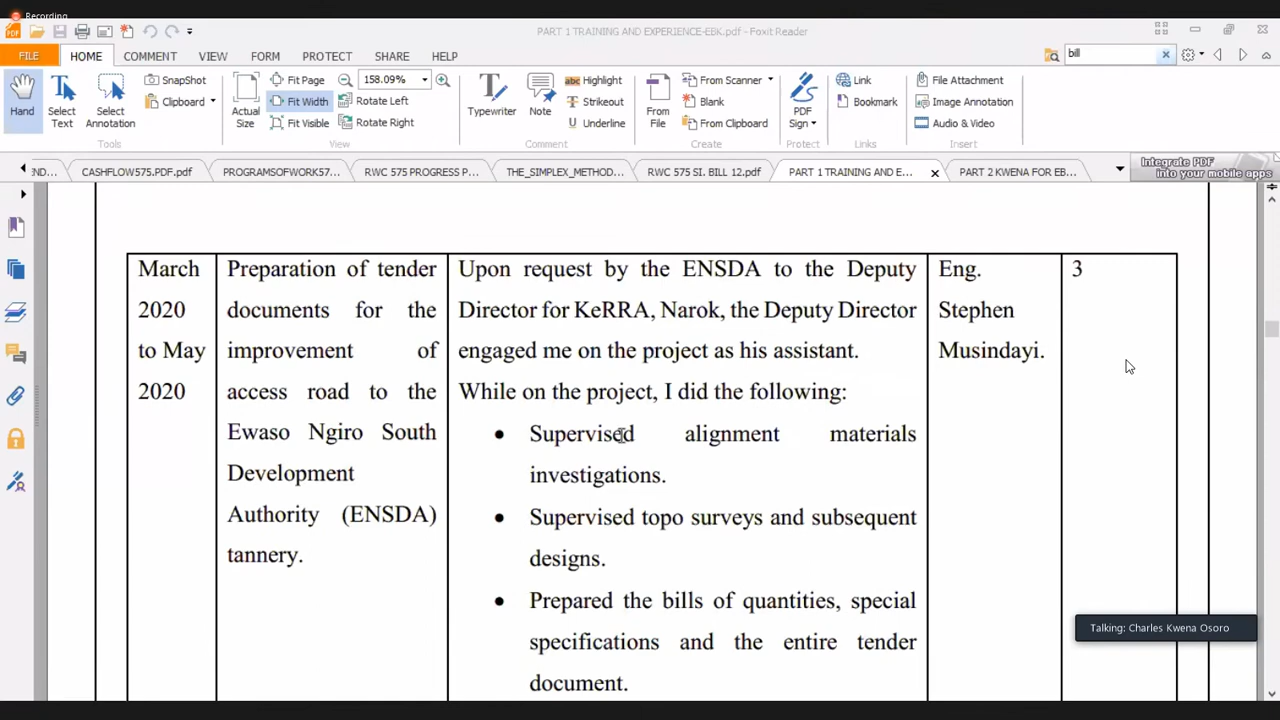 Recording
PART 1 TRAINING AND EXPERIENCE-EBK.pdf - Foxit Reader
FILE HOME COMMENT VIEW FORM PROTECT SHARE HELP
bill
Hand
Select Text
Select Annotation
SnapShot
Clipboard
Tools
Actual Size
Fit Page
Fit Width
Fit Visible
158.09%
Rotate Left
Rotate Right
View
Typewriter
Note
Highlight
Strikeout
Underline
Comment
From File
From Scanner
Blank
From Clipboard
Create
PDF Sign
Protect
Link
Bookmark
Links
File Attachment
Image Annotation
Audio & Video
Insert
END... CASHFLOW575.PDF.pdf PROGRAMSOFWORK57... RWC 575 PROGRESS P... THE_SIMPLEX_METHOD... RWC 575 SI. BILL 12.pdf PART 1 TRAINING AND E... PART 2 KWENA FOR EB...
Integrate PDF
into your mobile apps
March
2020
to May
2020
Preparation of tender
documents for the
improvement of
access road to the
Ewaso Ngiro South
Development
Authority (ENSDA)
tannery.
Upon request by the ENSDA to the Deputy
Director for KeRRA, Narok, the Deputy Director
engaged me on the project as his assistant.
While on the project, I did the following:
• Supervised alignment materials
investigations.
• Supervised topo surveys and subsequent
designs.
• Prepared the bills of quantities, special
specifications and the entire tender
document.
Eng.
Stephen
Musindayi.
3
Talking: Charles Kwena Osoro